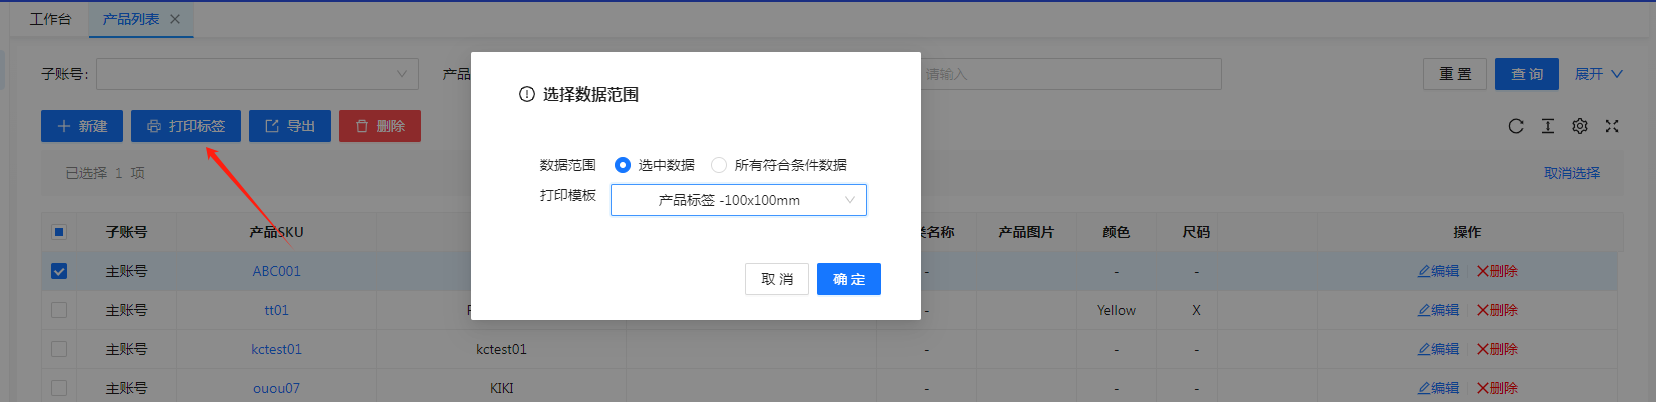 工作台 产品列表
子账号: 产品 请输入 重置 查询 展开
选择数据范围
新建 打印标签 导出 删除
数据范围 选中数据 所有符合条件数据
已选择 1 项 取消选择
打印模板 产品标签 -100x100mm
子账号 产品SKU 类名称 产品图片 颜色 尺码 操作
取消 确定
主账号 ABC001 - - - 编辑 删除
主账号 tt01 - Yellow X 编辑 删除
主账号 kctest01 kctest01 - - - 编辑 删除
主账号 ouou07 KIKI - - - 编辑 删除